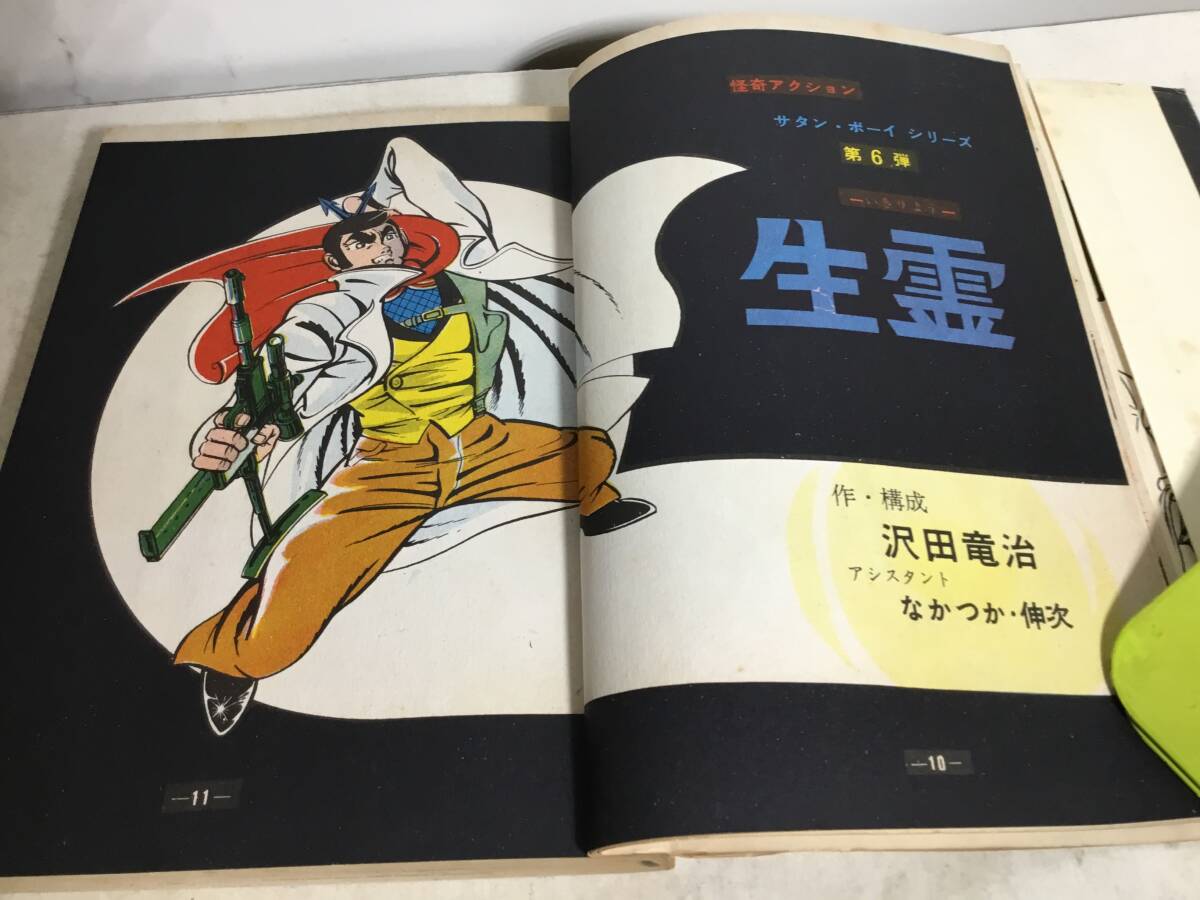 怪奇アクション
サタン・ボーイ シリーズ
第6弾
—いきりょう—
生霊
作・構成
沢田竜治
アシスタント
なかつか・伸次
—10—
—11—